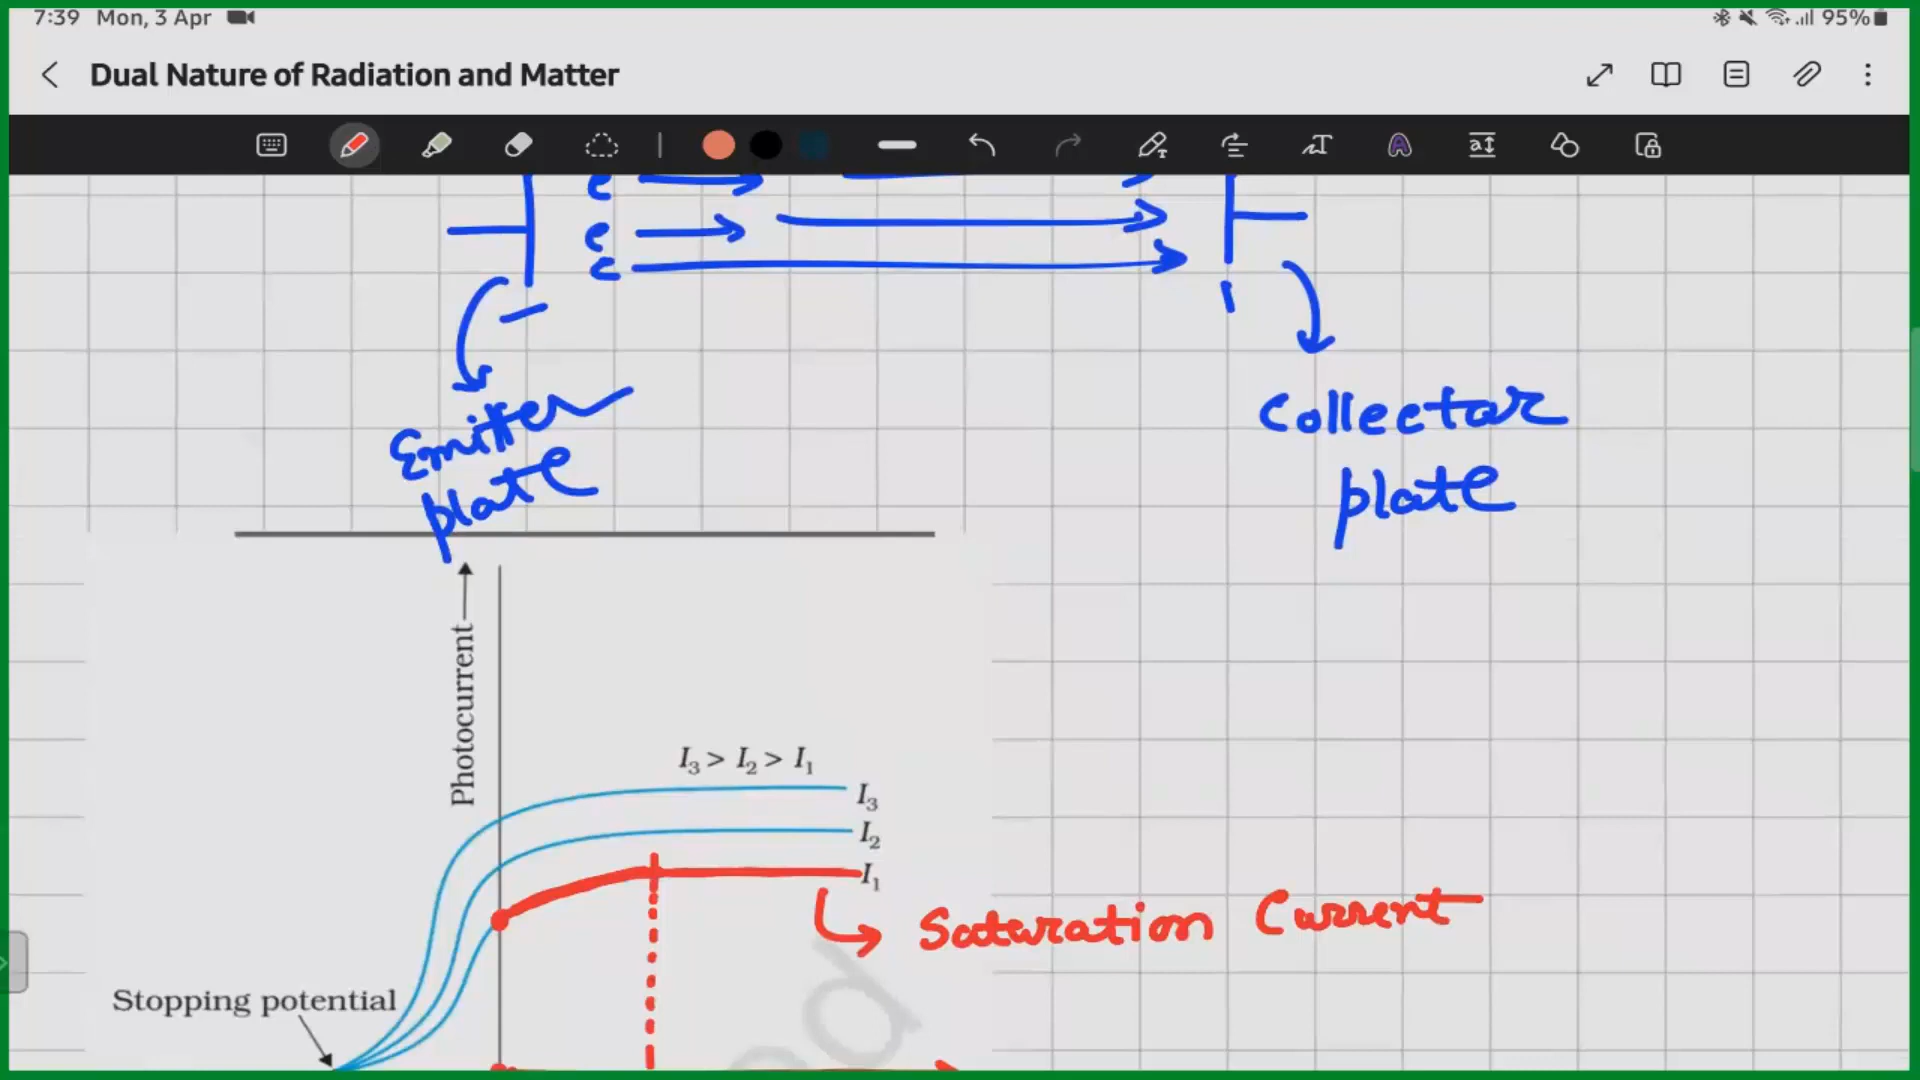 7:39 Mon, 3 Apr 95%
Dual Nature of Radiation and Matter
e
e
e
Emitter
plate
Collector
plate
Photocurrent
I₃ > I₂ > I₁
I₃
I₂
I₁
Saturation Current
Stopping potential